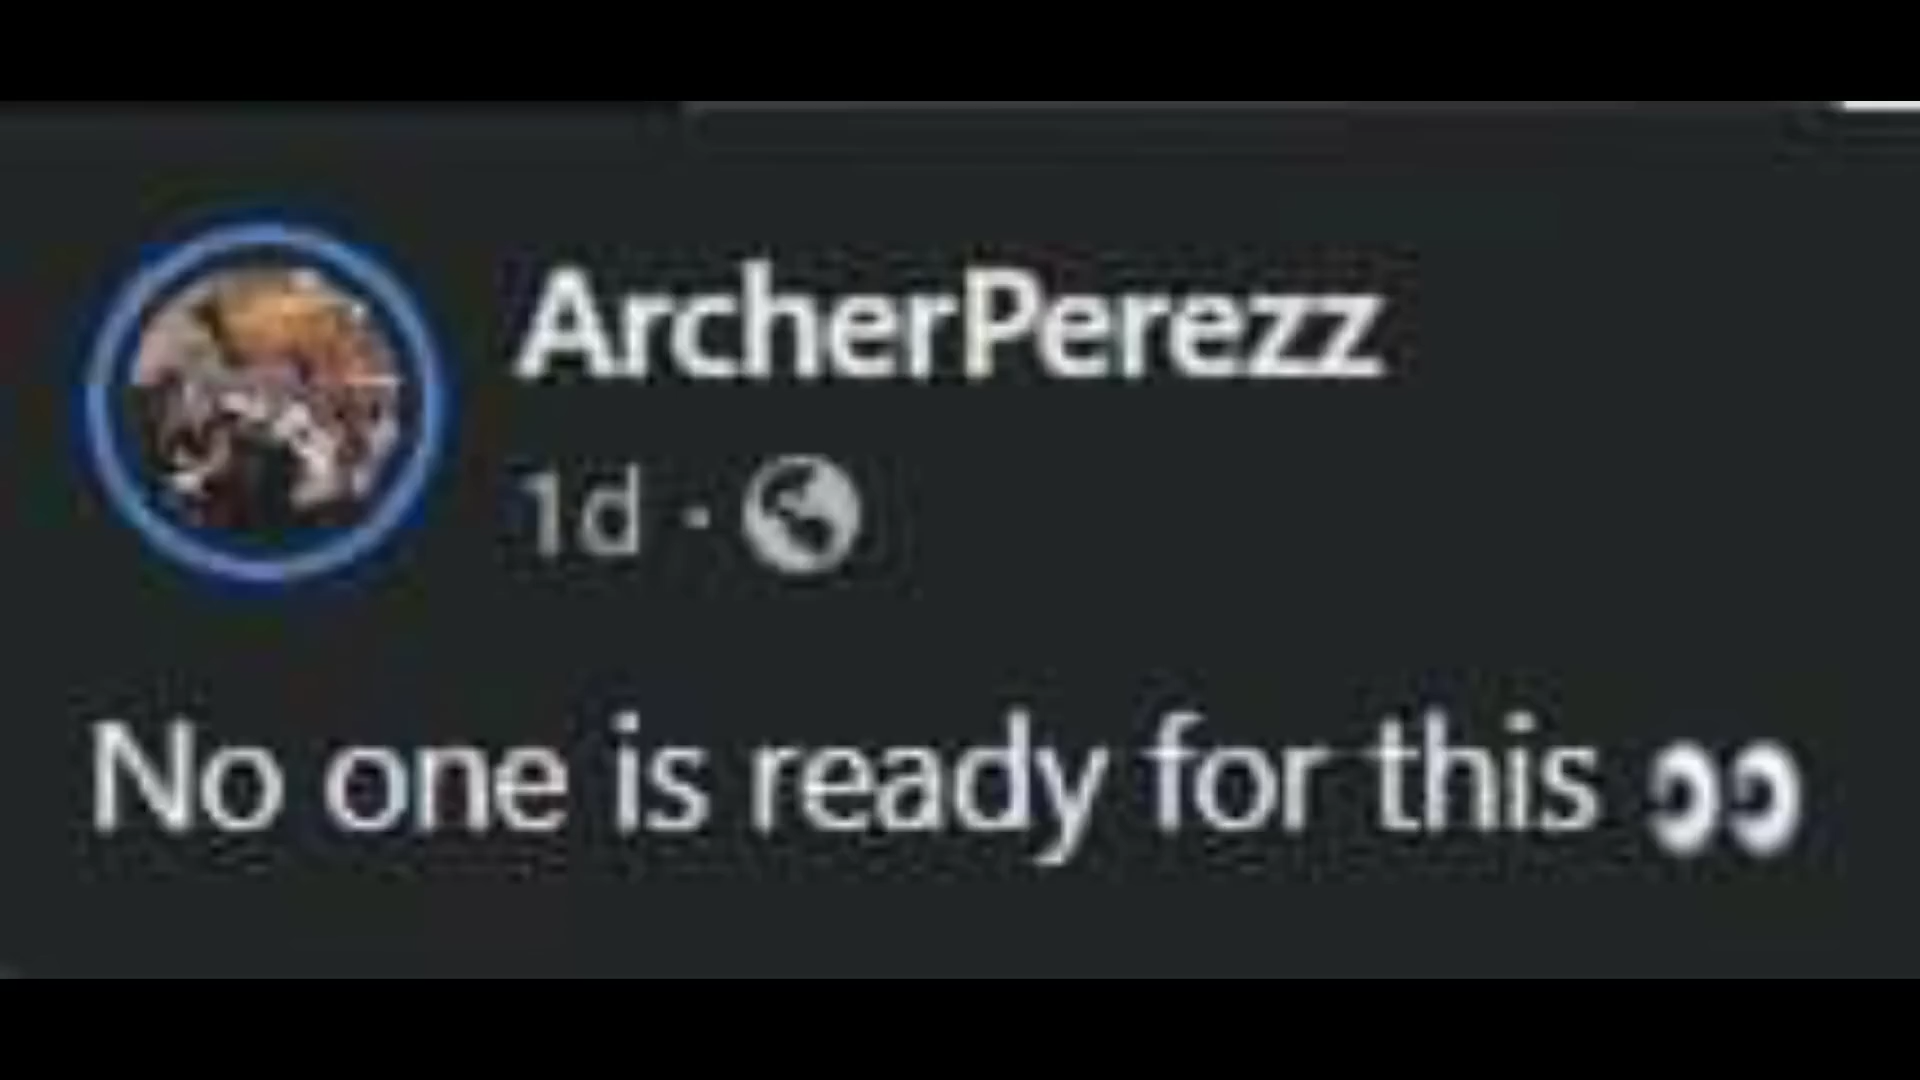 ArcherPerezz
1d ·
No one is ready for this 👀